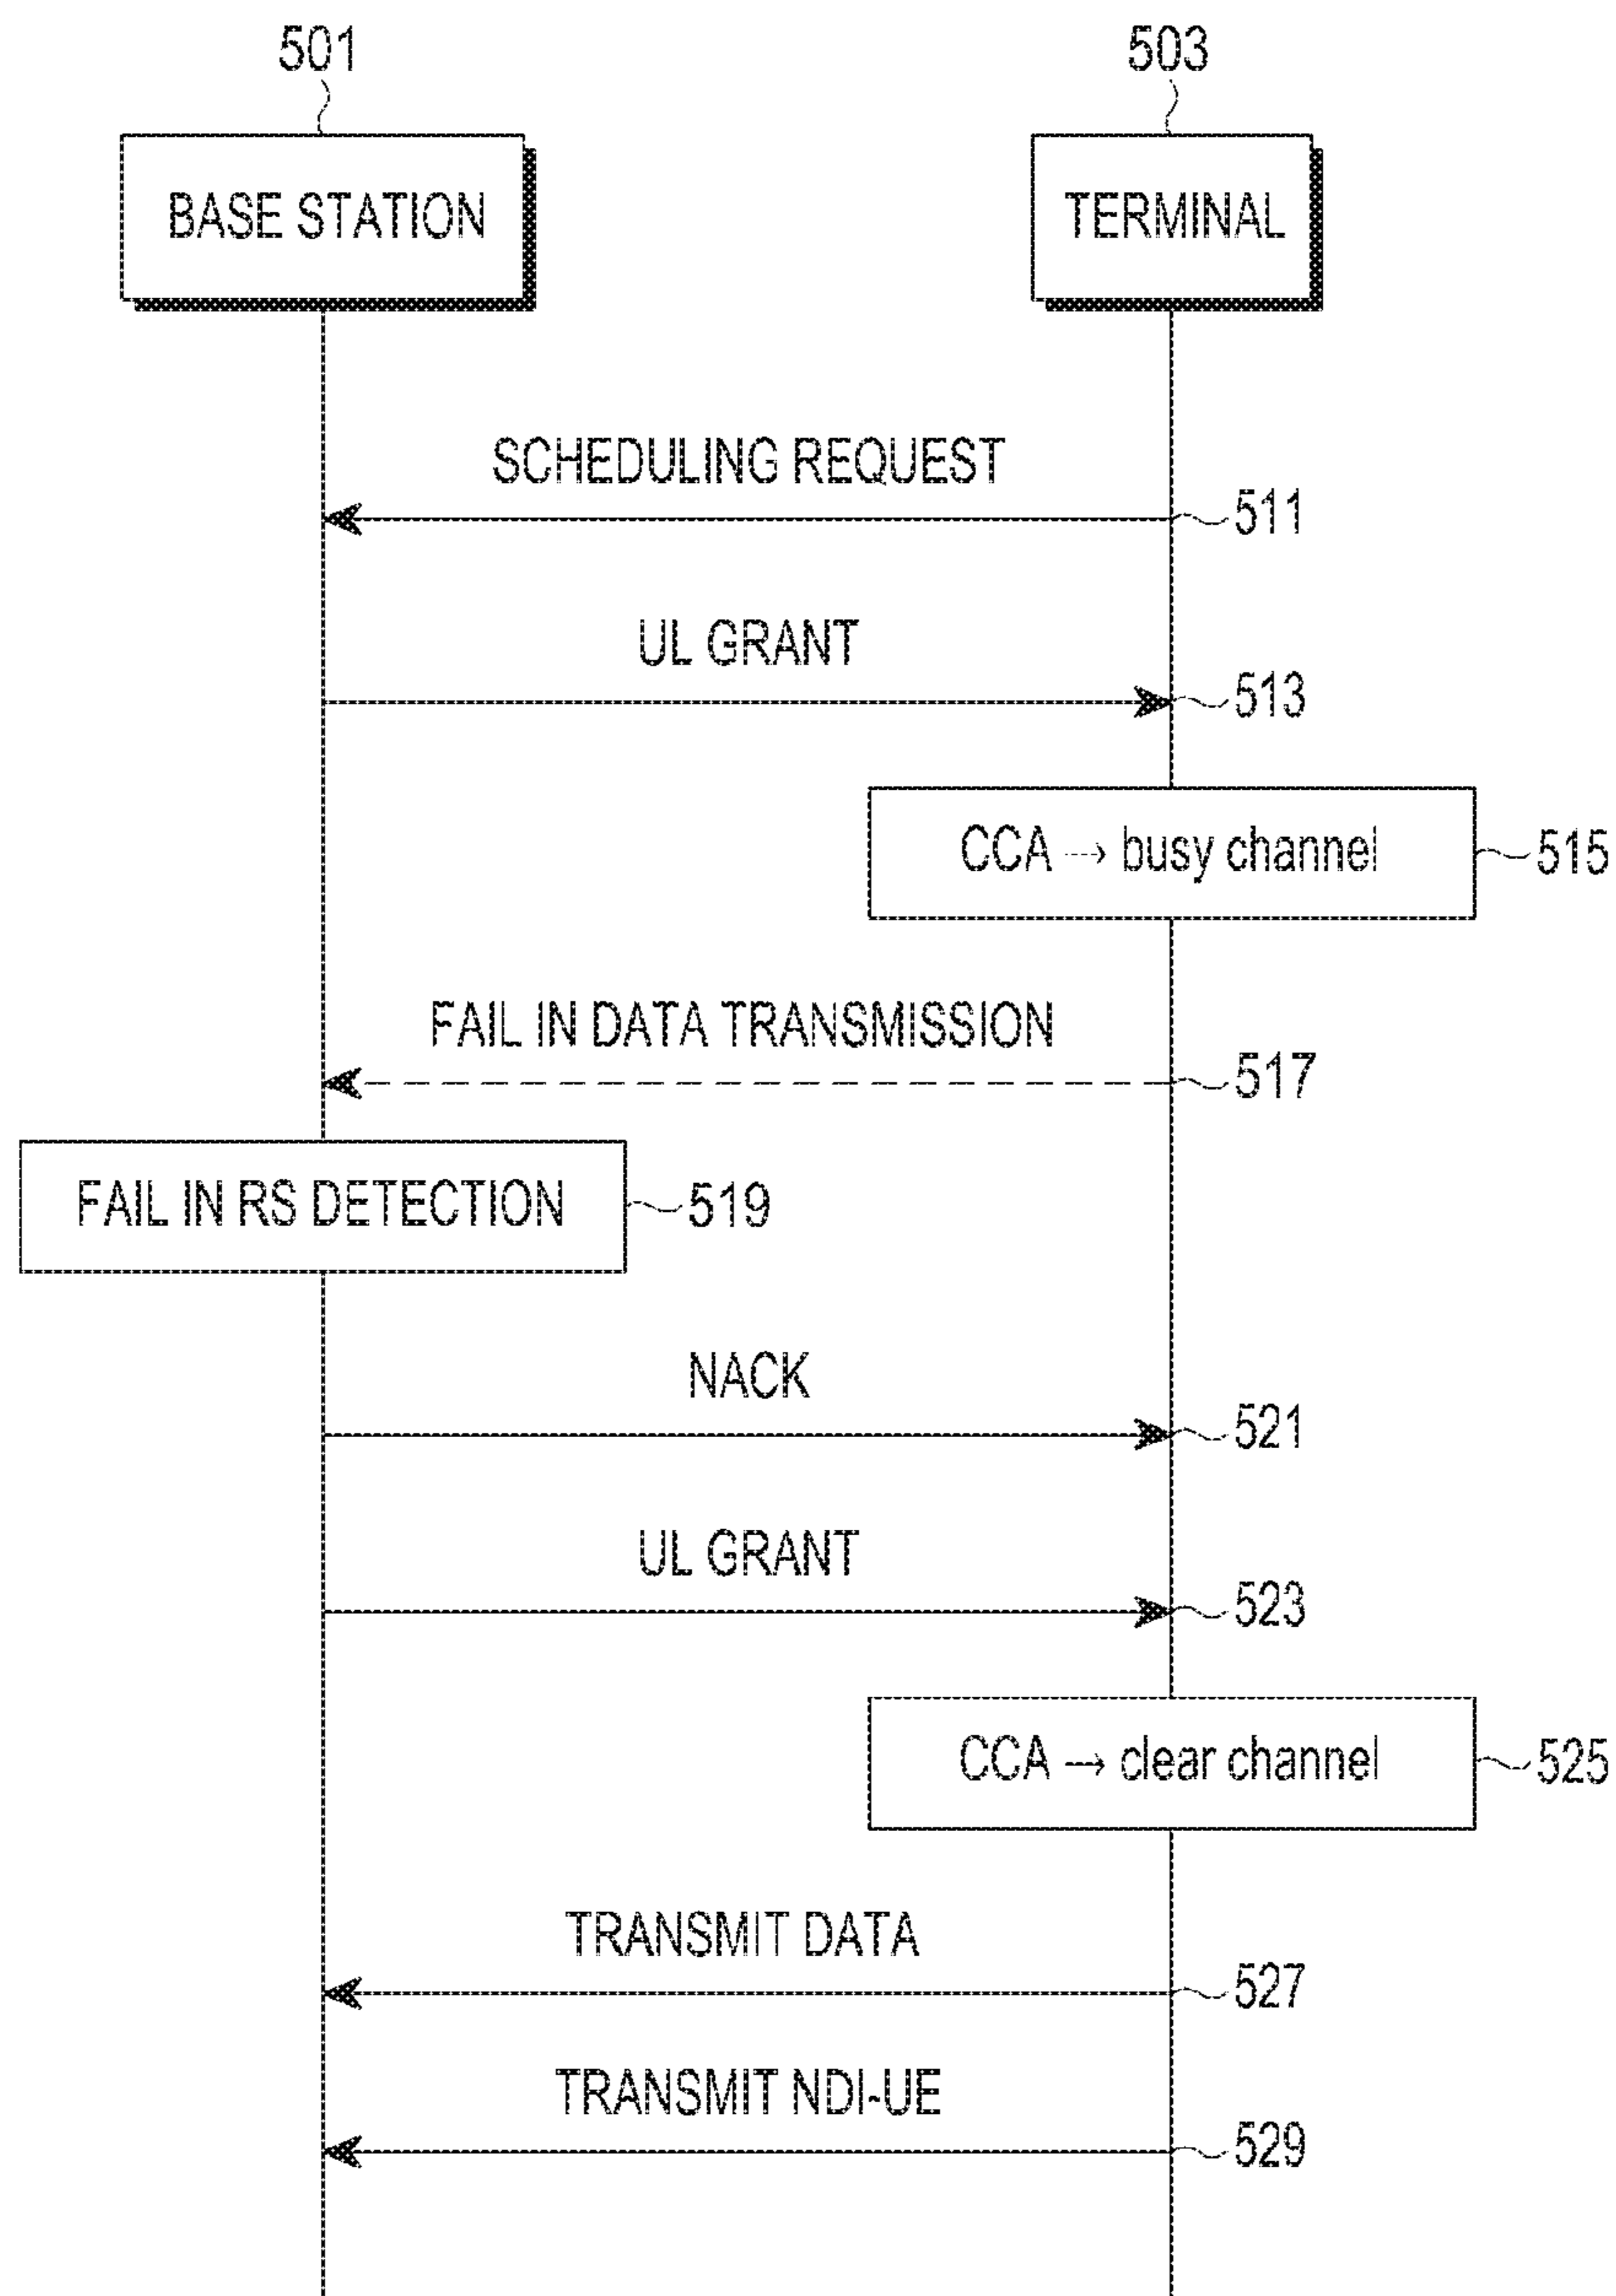 501
503
BASE STATION
TERMINAL
SCHEDULING REQUEST
511
UL GRANT
513
CCA → busy channel
515
FAIL IN DATA TRANSMISSION
517
FAIL IN RS DETECTION
519
NACK
521
UL GRANT
523
CCA → clear channel
525
TRANSMIT DATA
527
TRANSMIT NDI-UE
529